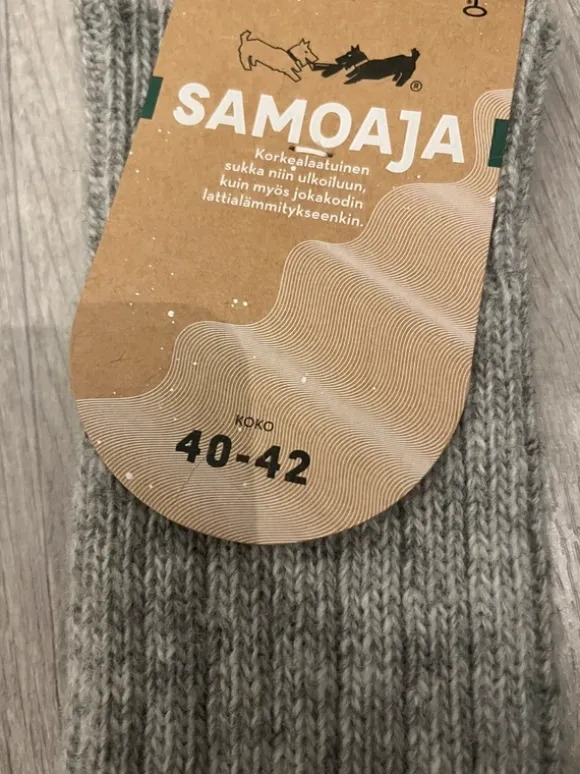 ®
SAMOAJA
Korkealaatuinen
sukka niin ulkoiluun,
kuin myös jokakodin
lattialämmitykseenkin.
KOKO
40-42